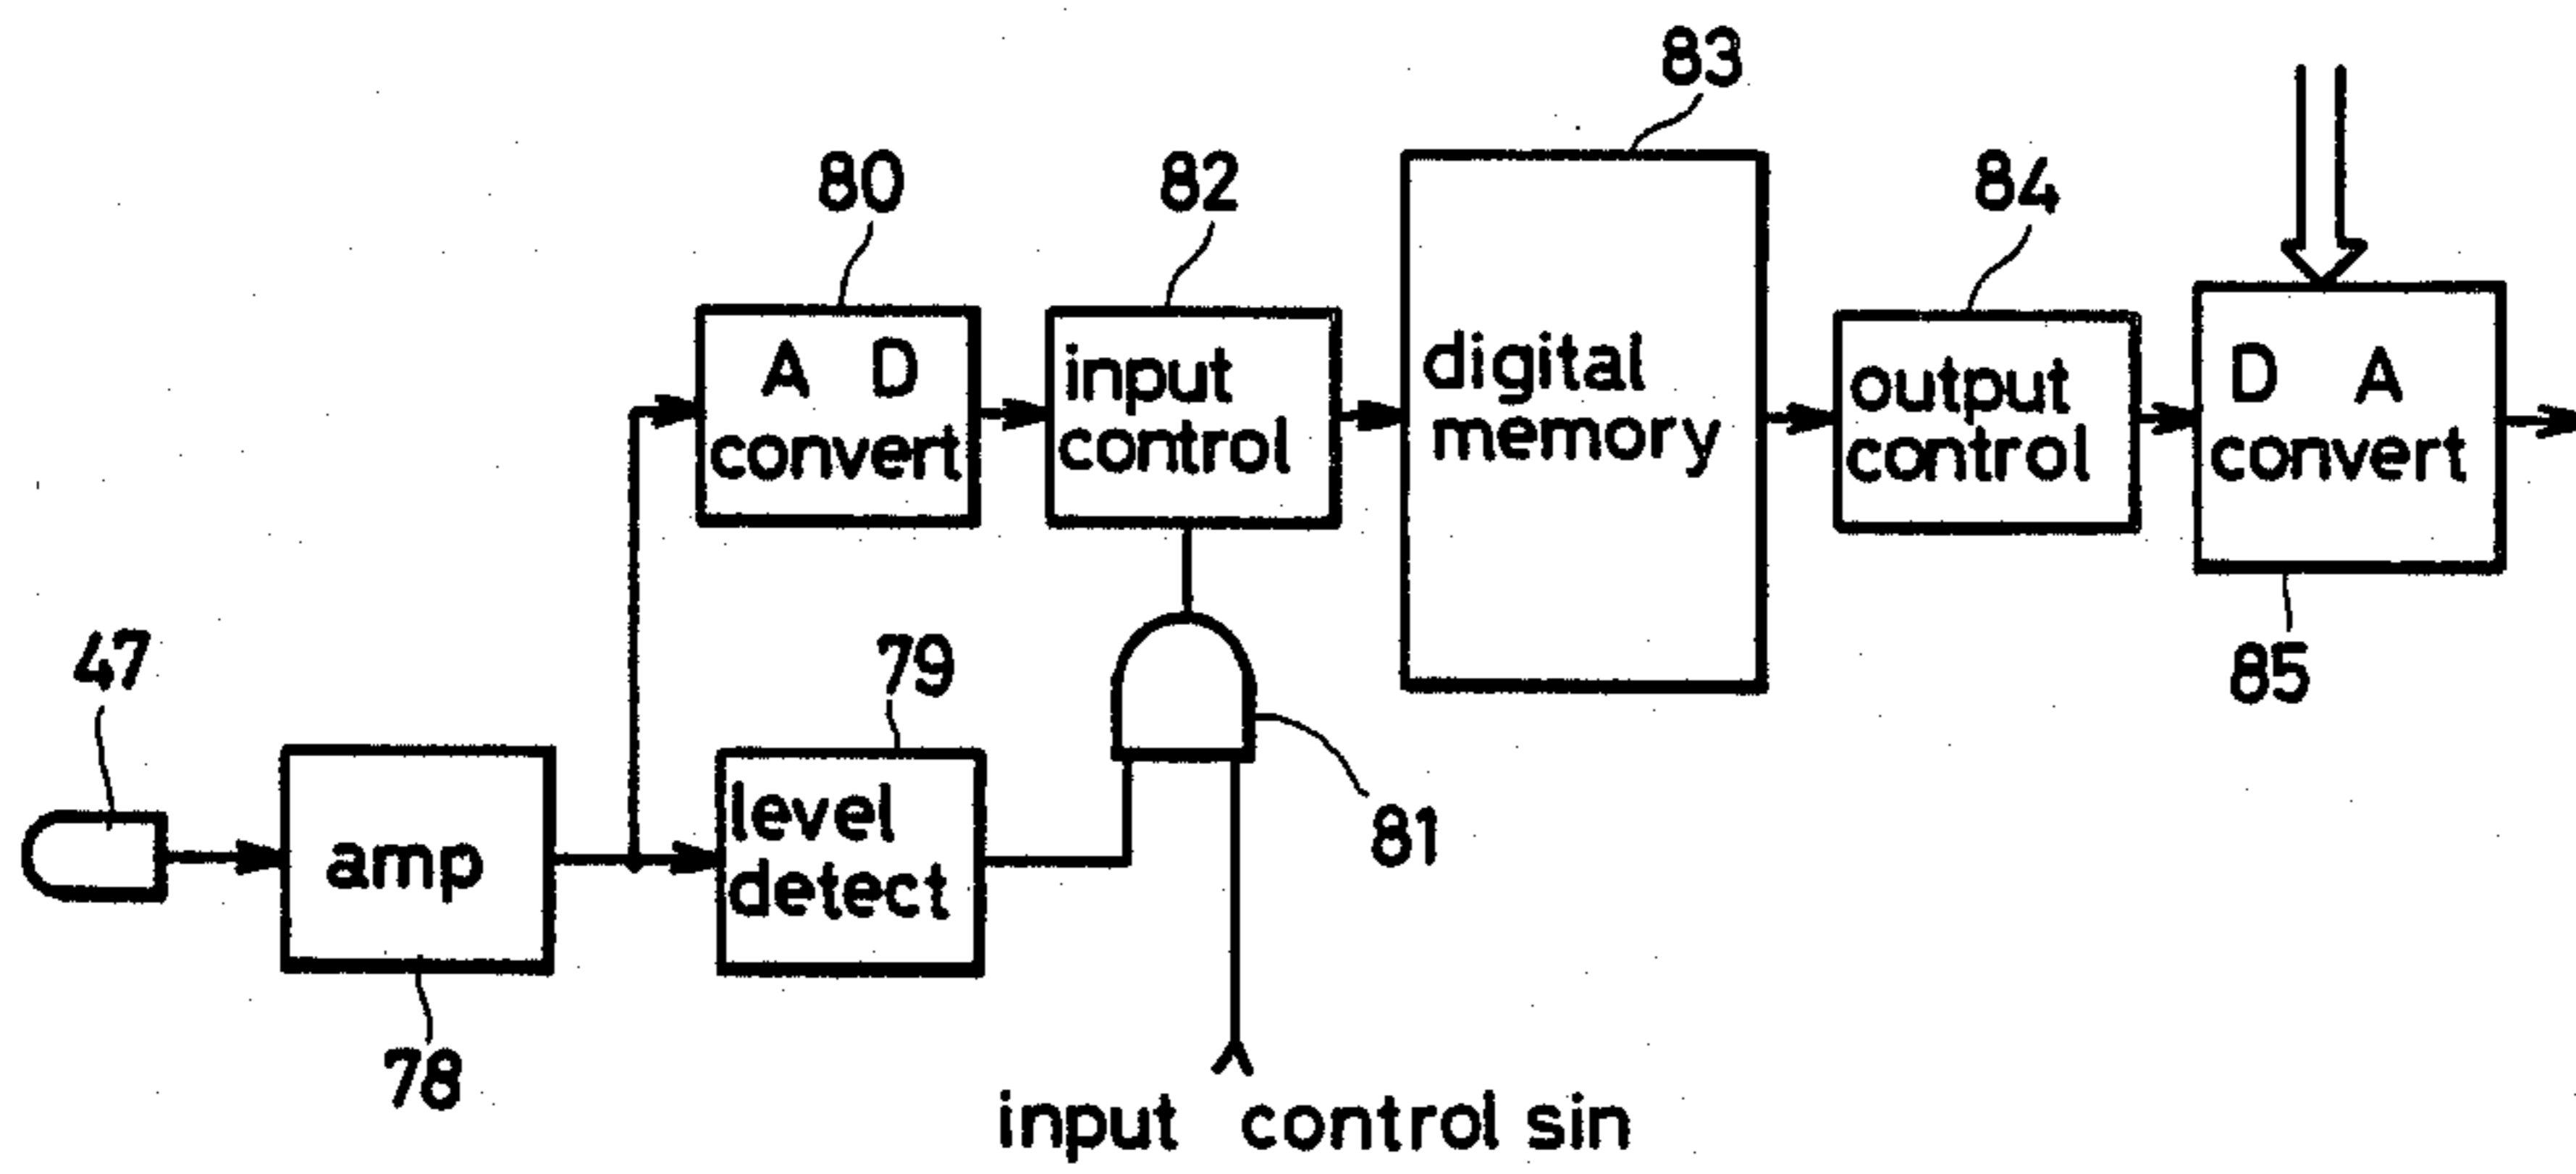 83
80
82
84
A D
convert
input
control
digital
memory
output
control
D A
convert
47
79
85
81
amp
level
detect
78
input control sin